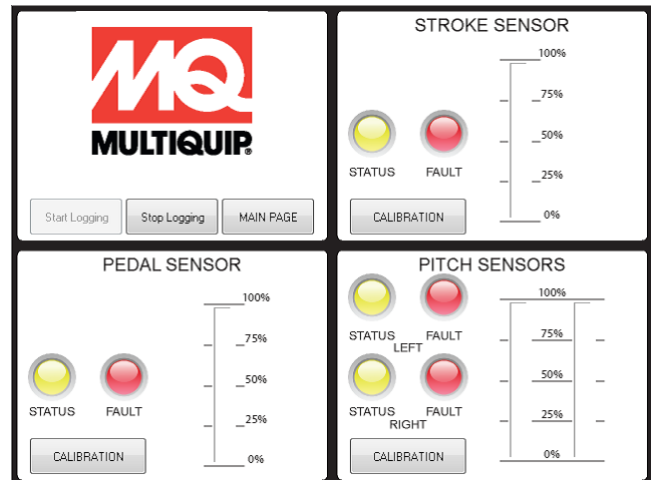 MQ
MULTIQUIP®
Start Logging
Stop Logging
MAIN PAGE
STROKE SENSOR
100%
75%
50%
25%
0%
STATUS
FAULT
CALIBRATION
PEDAL SENSOR
100%
75%
50%
25%
0%
STATUS
FAULT
CALIBRATION
PITCH SENSORS
STATUS
FAULT
LEFT
STATUS
FAULT
RIGHT
100%
75%
50%
25%
0%
CALIBRATION